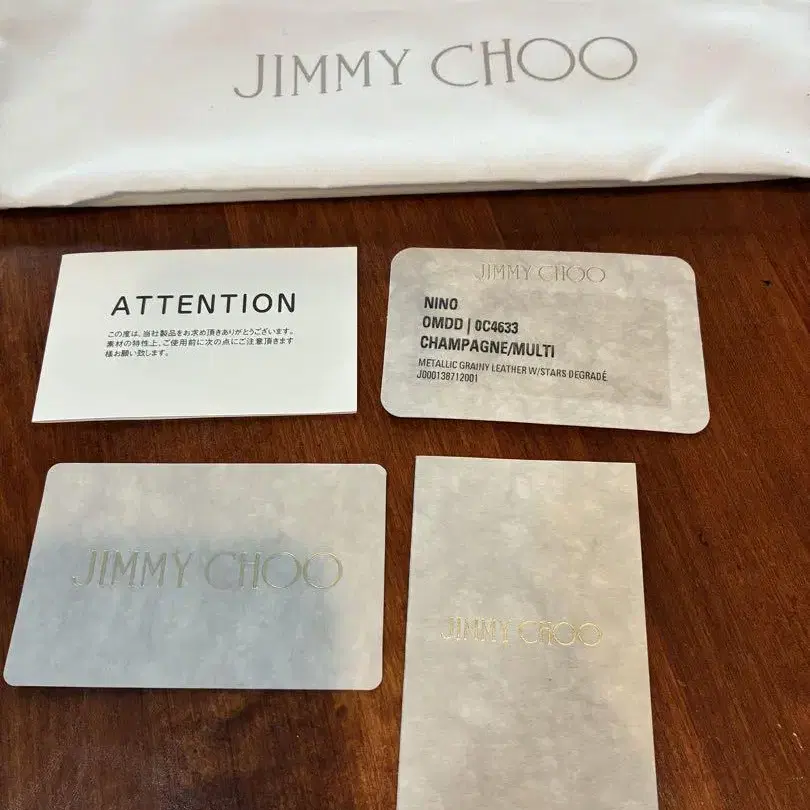 JIMMY CHOO
ATTENTION
この度は、当社製品をお求め頂きありがとうございます。
素材の特性上、ご使用前に次の点にご注意頂きます
様お願い致します。
JIMMY CHOO
NINO
OMDD | 0C4633
CHAMPAGNE/MULTI
METALLIC GRAINY LEATHER W/STARS DEGRADÉ
J000138712001
JIMMY CHOO
JIMMY CHOO